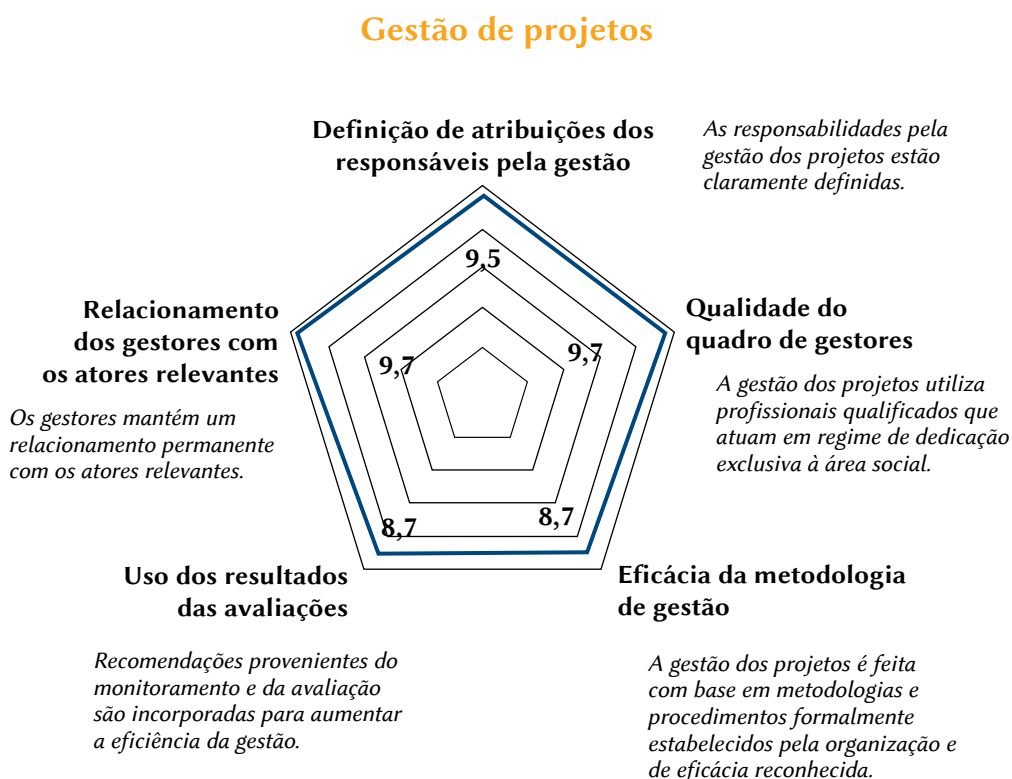 Gestão de projetos
Definição de atribuições dos
responsáveis pela gestão
As responsabilidades pela
gestão dos projetos estão
claramente definidas.
9,5
Relacionamento
dos gestores com
os atores relevantes
Os gestores mantém um
relacionamento permanente
com os atores relevantes.
9,7
9,7
Qualidade do
quadro de gestores
A gestão dos projetos utiliza
profissionais qualificados que
atuam em regime de dedicação
exclusiva à área social.
8,7
8,7
Uso dos resultados
das avaliações
Recomendações provenientes do
monitoramento e da avaliação
são incorporadas para aumentar
a eficiência da gestão.
Eficácia da metodologia
de gestão
A gestão dos projetos é feita
com base em metodologias e
procedimentos formalmente
estabelecidos pela organização e
de eficácia reconhecida.